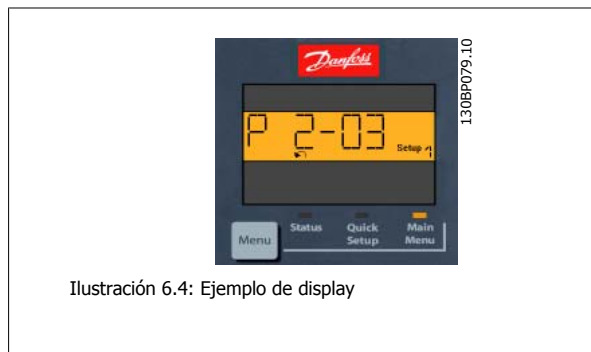 Danfoss
130BP079.10
P 2-03 Setup 1
Menu
Status Quick Setup Main Menu
Ilustración 6.4: Ejemplo de display